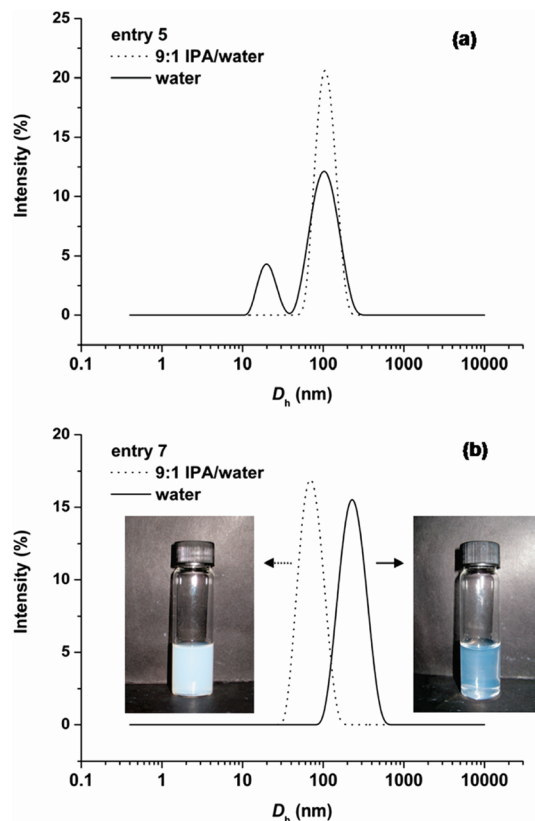 entry 5
(a)
9:1 IPA/water
water
Intensity (%)
25
20
15
10
5
0
0.1 1 10 100 1000 10000
Dh (nm)
entry 7
(b)
9:1 IPA/water
water
Intensity (%)
20
15
10
5
0
0.1 1 10 100 1000 10000
Dh (nm)